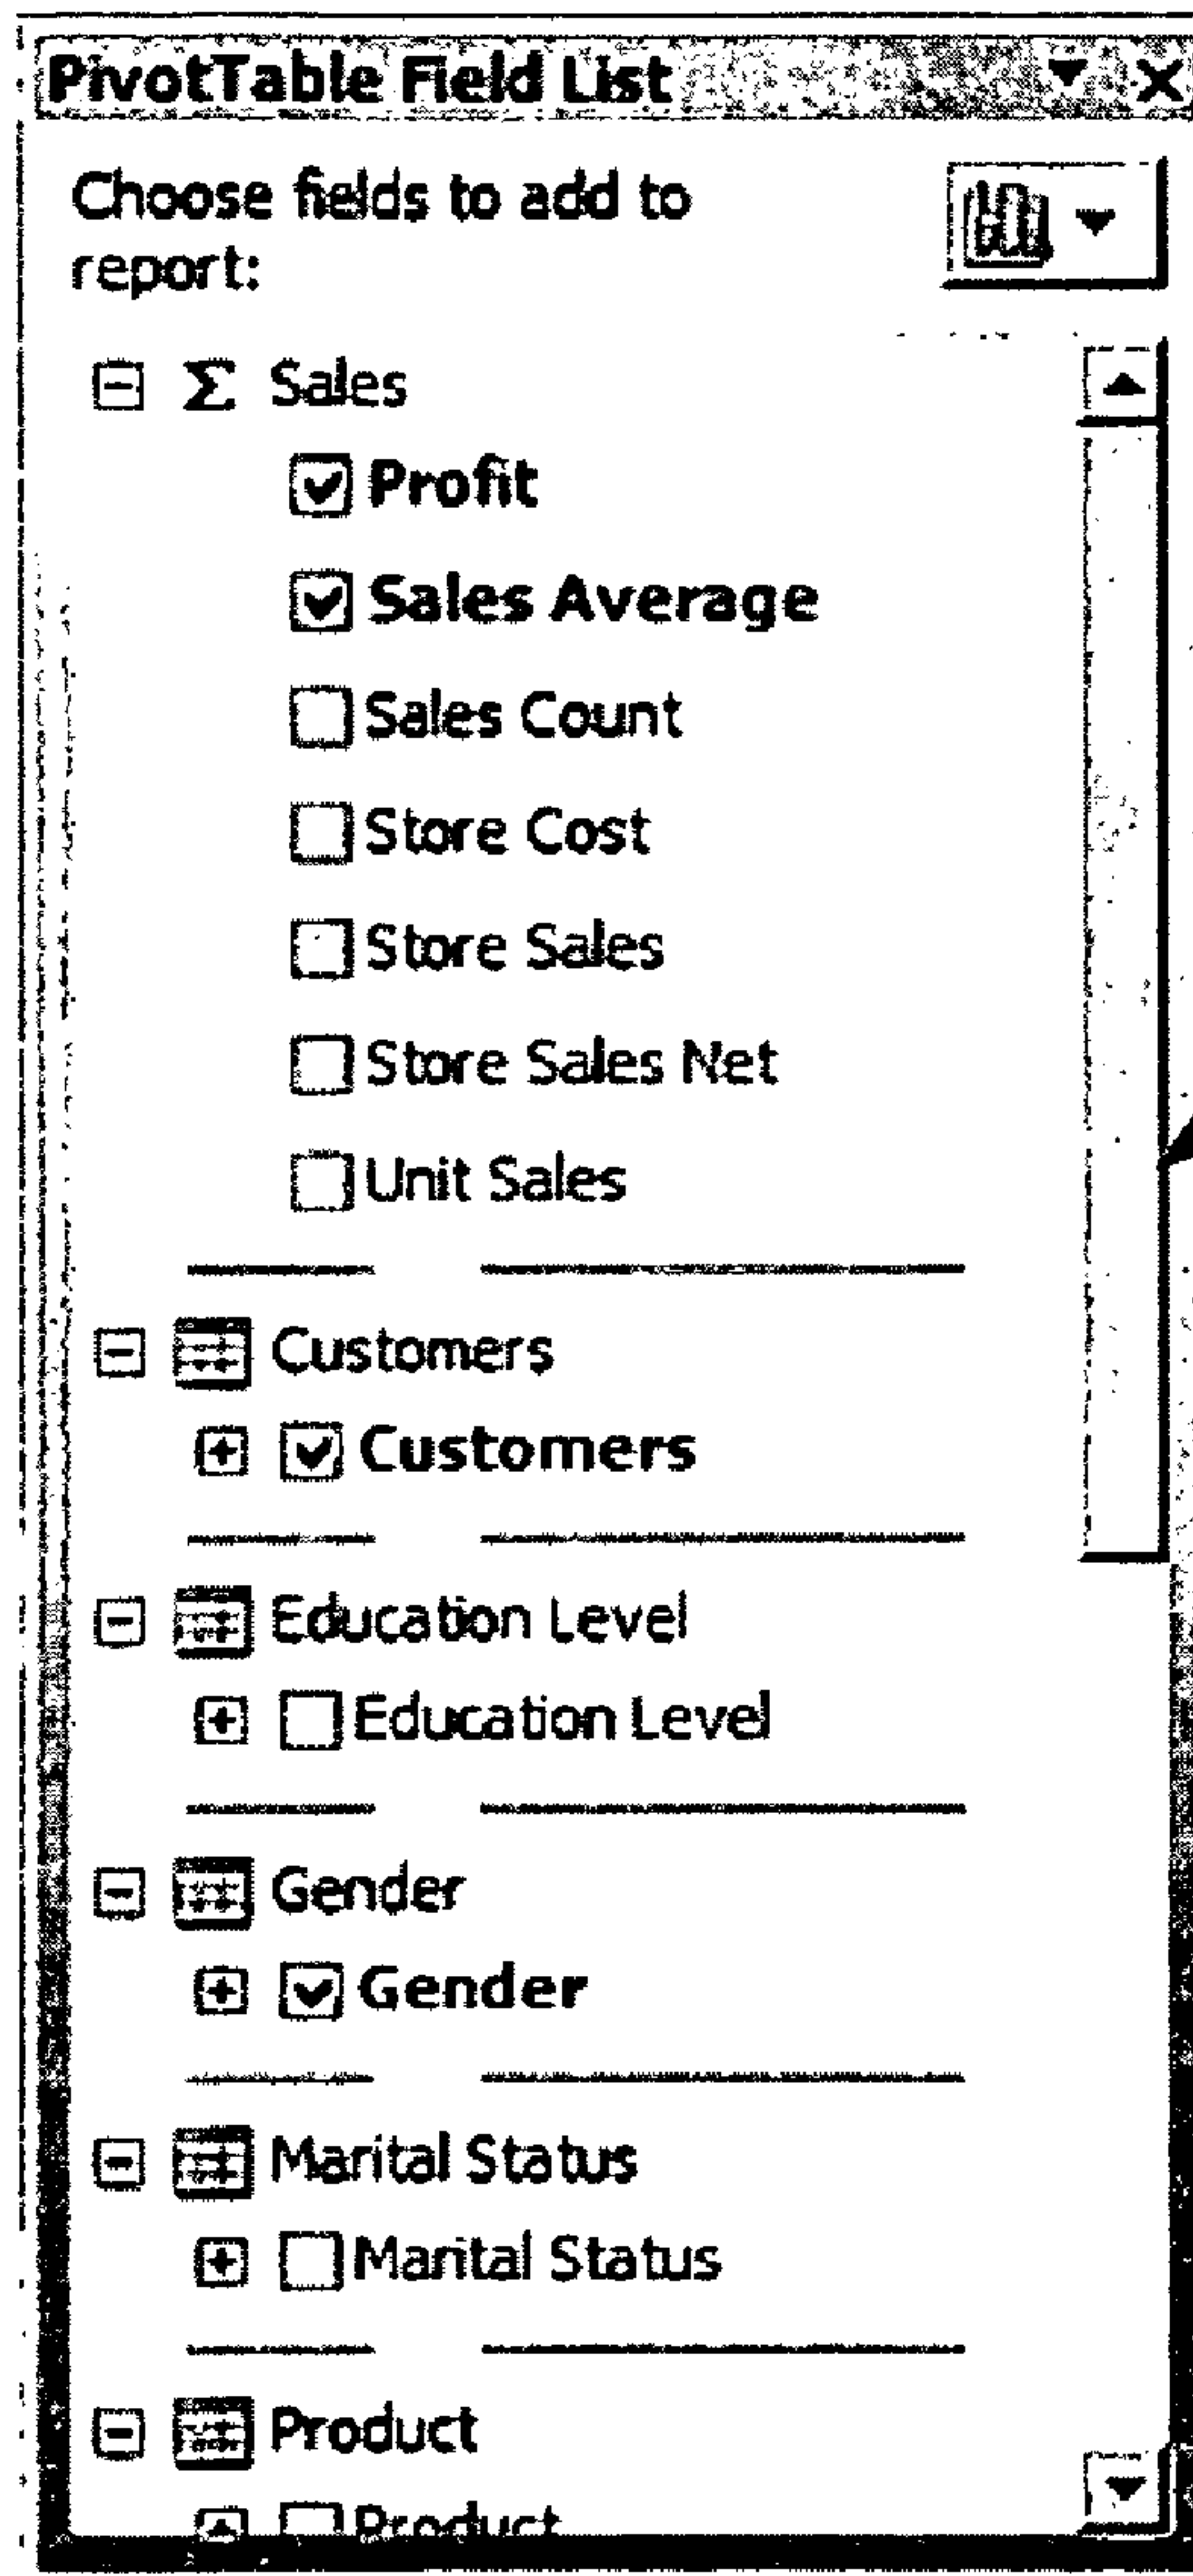 PivotTable Field List
Choose fields to add to
report:
Σ Sales
Profit
Sales Average
Sales Count
Store Cost
Store Sales
Store Sales Net
Unit Sales
Customers
Customers
Education Level
Education Level
Gender
Gender
Marital Status
Marital Status
Product
Product